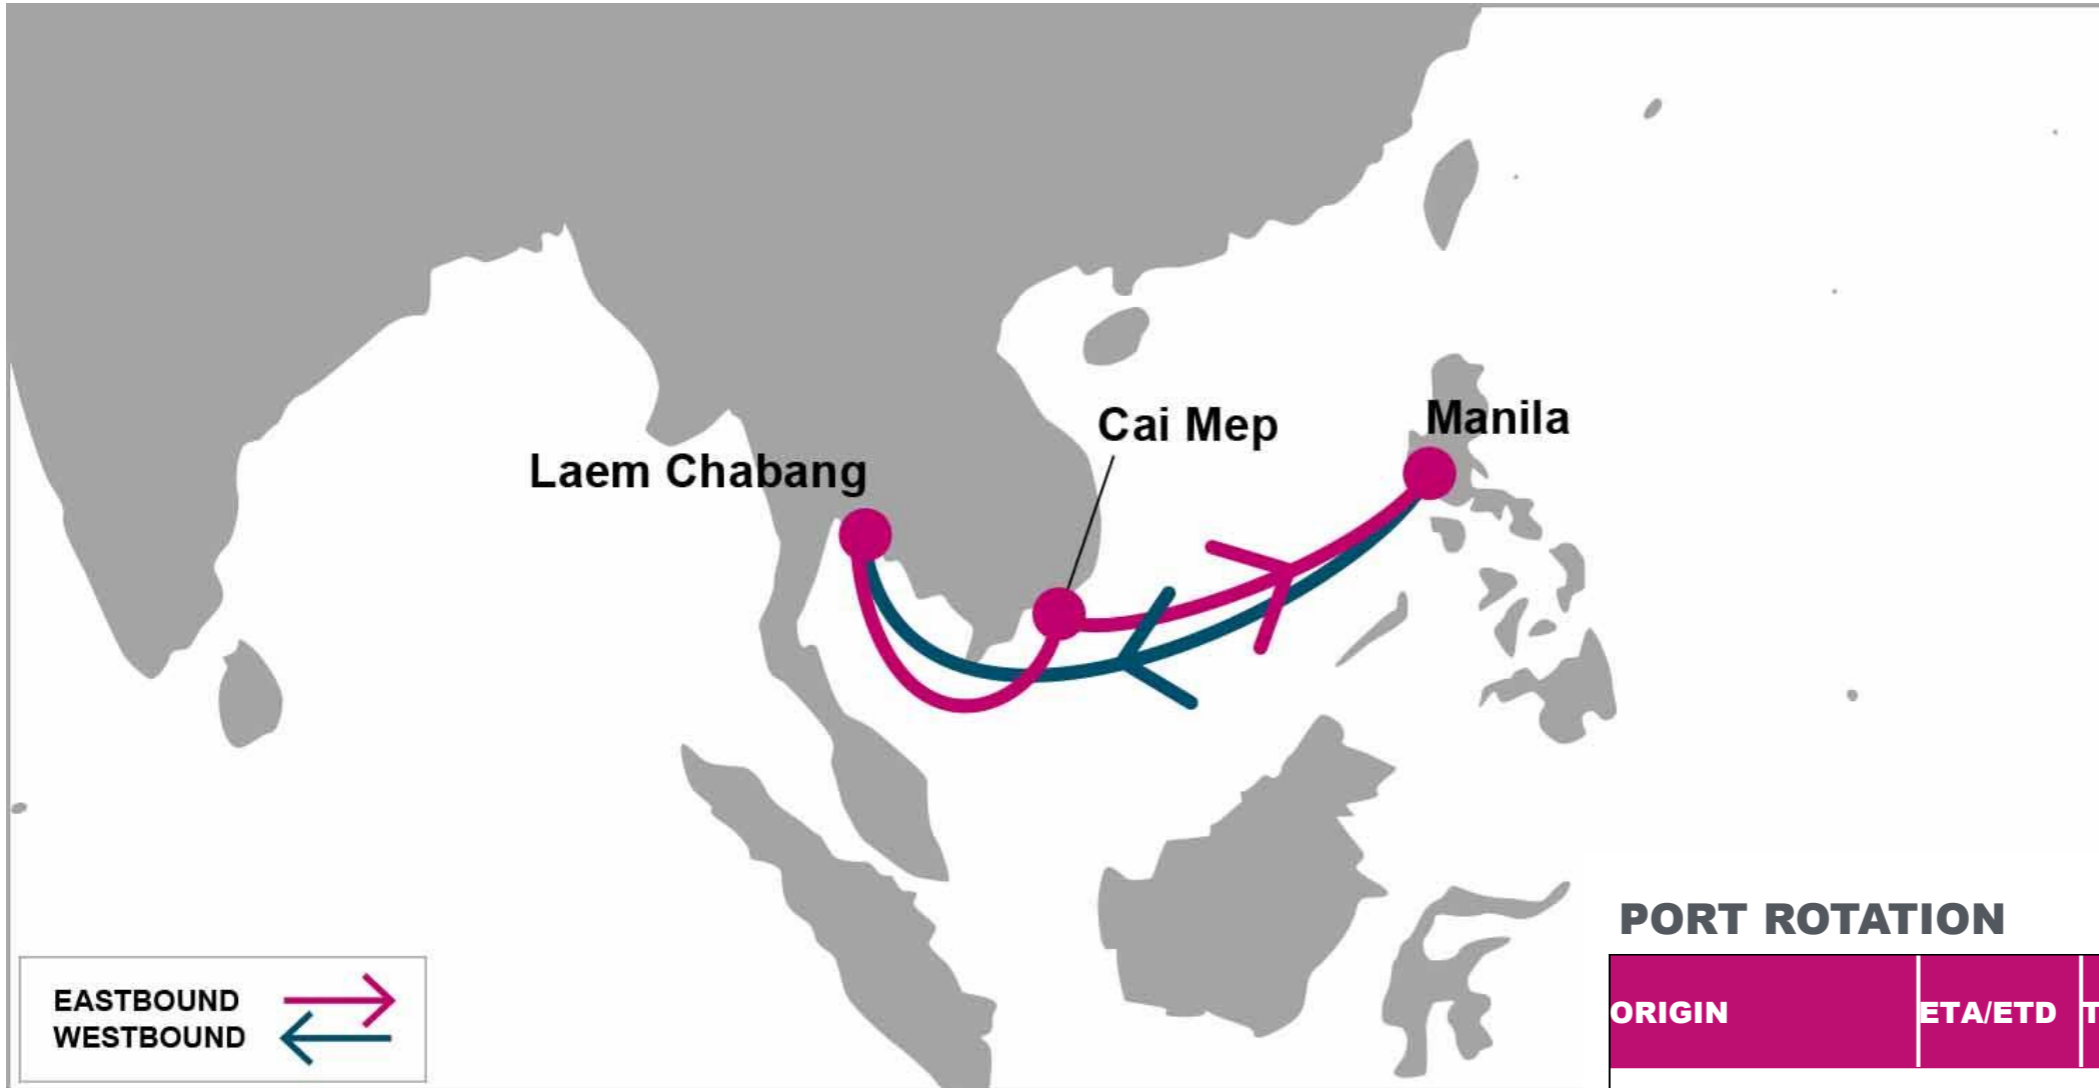 Cai Mep
Manila
Laem Chabang
PORT ROTATION
ORIGIN ETA/ETD T
EASTBOUND
WESTBOUND